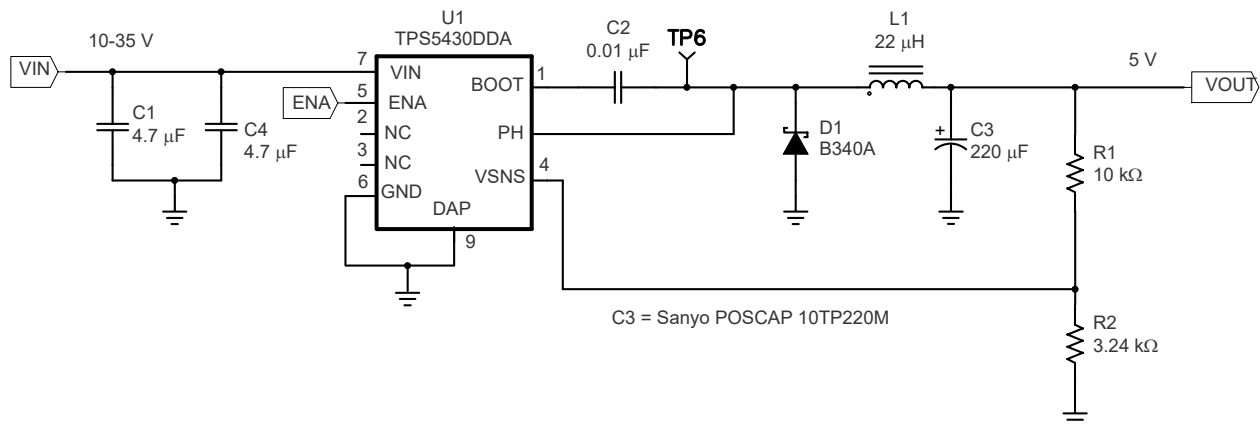 U1
TPS5430DDA
10-35 V
VIN
C1
4.7 μF
C4
4.7 μF
ENA
7
5
2
3
6
VIN
ENA
NC
NC
GND
DAP
9
BOOT
PH
VSNS
1
4
C2
0.01 μF
TP6
L1
22 μH
D1
B340A
C3
220 μF
+
5 V
VOUT
R1
10 kΩ
R2
3.24 kΩ
C3 = Sanyo POSCAP 10TP220M